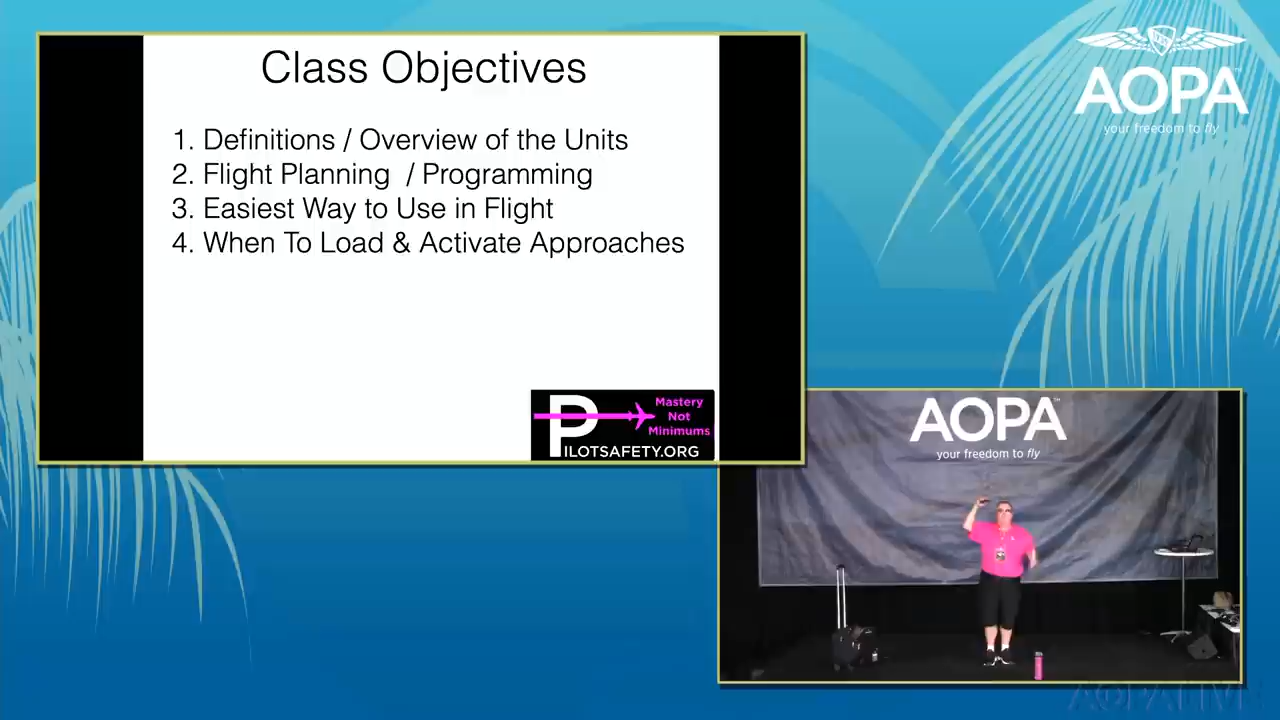 Class Objectives
1. Definitions / Overview of the Units
2. Flight Planning / Programming
3. Easiest Way to Use in Flight
4. When To Load & Activate Approaches
Mastery
Not
Minimums
PILOTSAFETY.ORG
AOPA
your freedom to fly
AOPA™
your freedom to fly
AOPALIVE